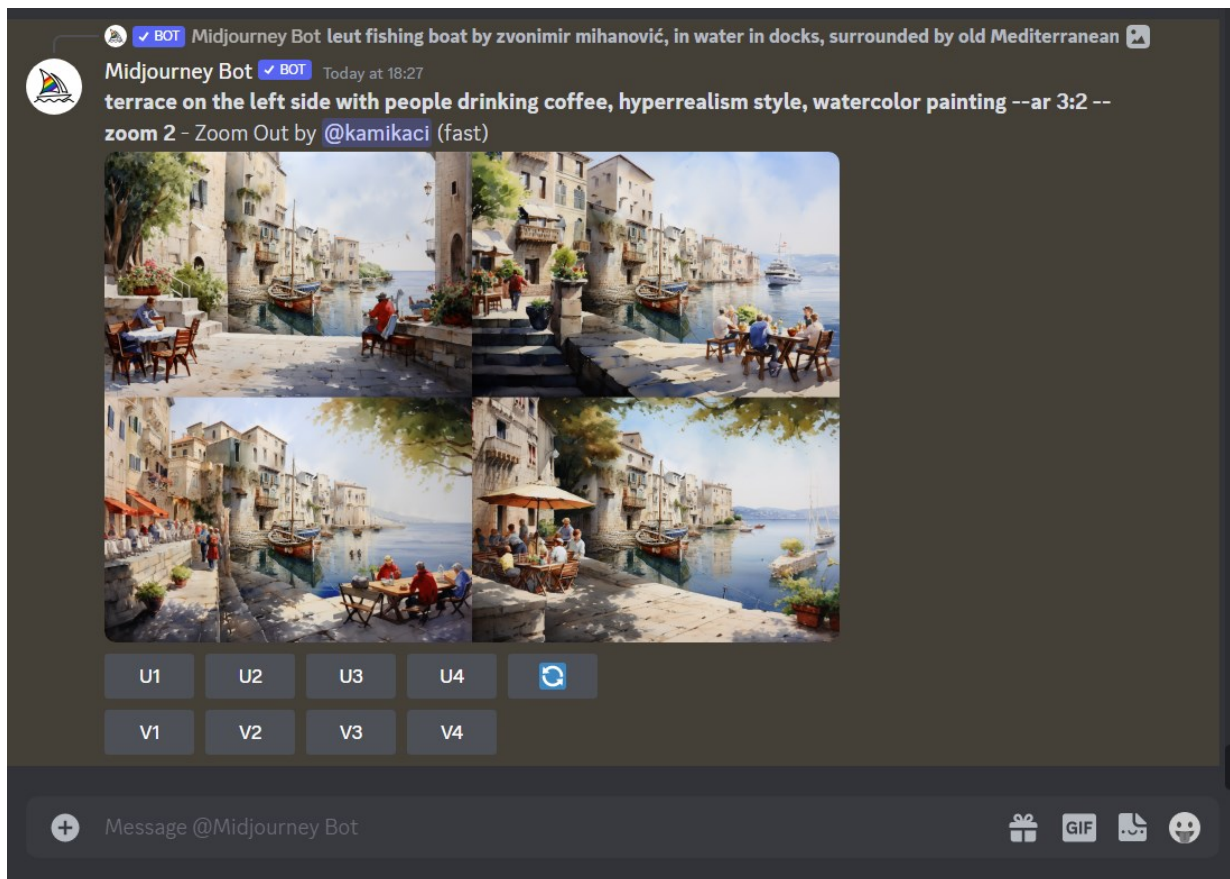 ✓ BOT Midjourney Bot leut fishing boat by zvonimir mihanović, in water in docks, surrounded by old Mediterranean
Midjourney Bot ✓ BOT Today at 18:27
terrace on the left side with people drinking coffee, hyperrealism style, watercolor painting --ar 3:2 --
zoom 2 - Zoom Out by @kamikaci (fast)
U1 U2 U3 U4
V1 V2 V3 V4
Message @Midjourney Bot GIF